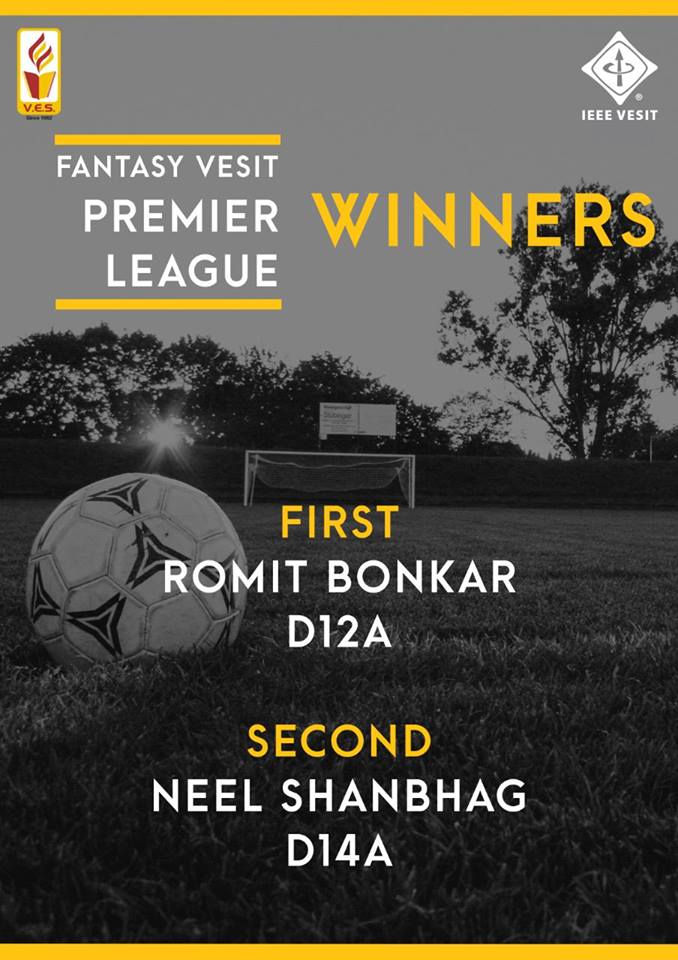 V.E.S.
Since 1962
IEEE VESIT
FANTASY VESIT
PREMIER
LEAGUE
WINNERS
FIRST
ROMIT BONKAR
D12A
SECOND
NEEL SHANBHAG
D14A